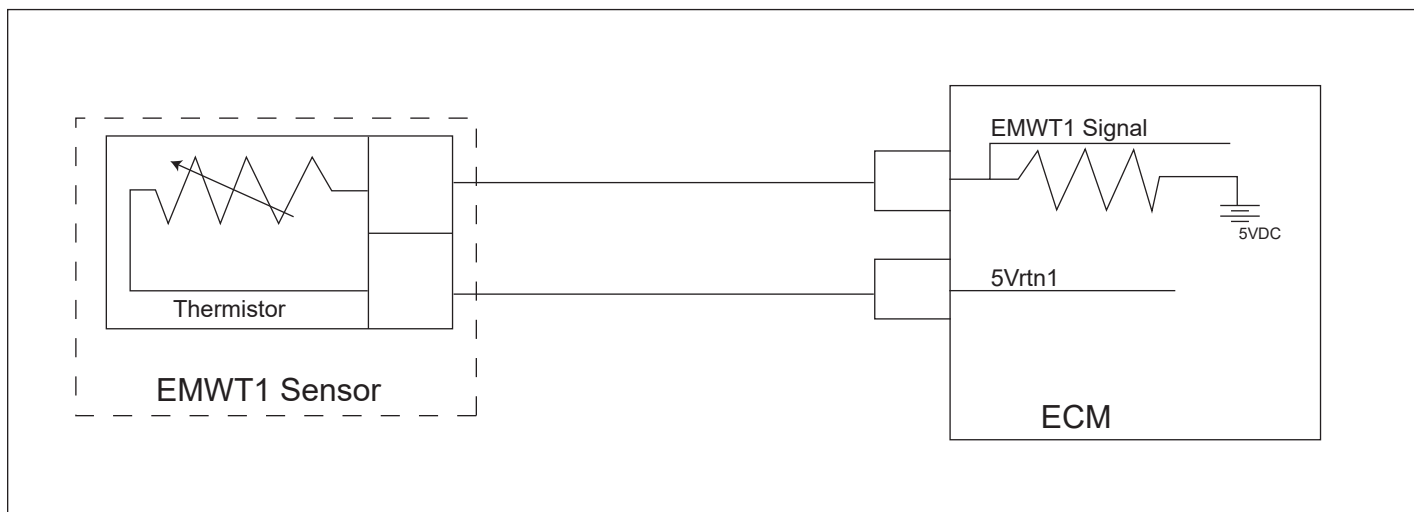 EMWT1 Signal
5VDC
5Vrtn1
Thermistor
EMWT1 Sensor
ECM